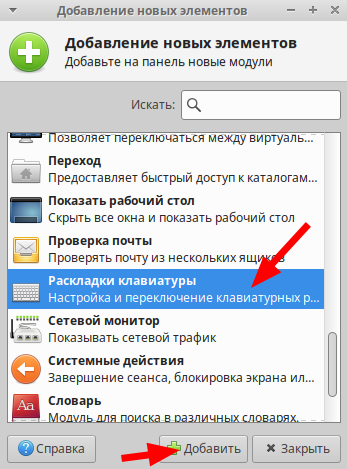 Добавление новых элементов
Добавление новых элементов
Добавьте на панель новые модули
Искать:
Позволяет переключаться между виртуаль...
Переход
Предоставляет быстрый доступ к каталогам...
Показать рабочий стол
Скрыть все окна и показать рабочий стол
Проверка почты
Проверять почту из нескольких ящиков
Раскладки клавиатуры
Настройка и переключение клавиатурных р...
Сетевой монитор
Показывать сетевой трафик
Системные действия
Завершение сеанса, блокировка экрана ил...
Словарь
Модуль для поиска в различных словарях.
Справка
Добавить
Закрыть